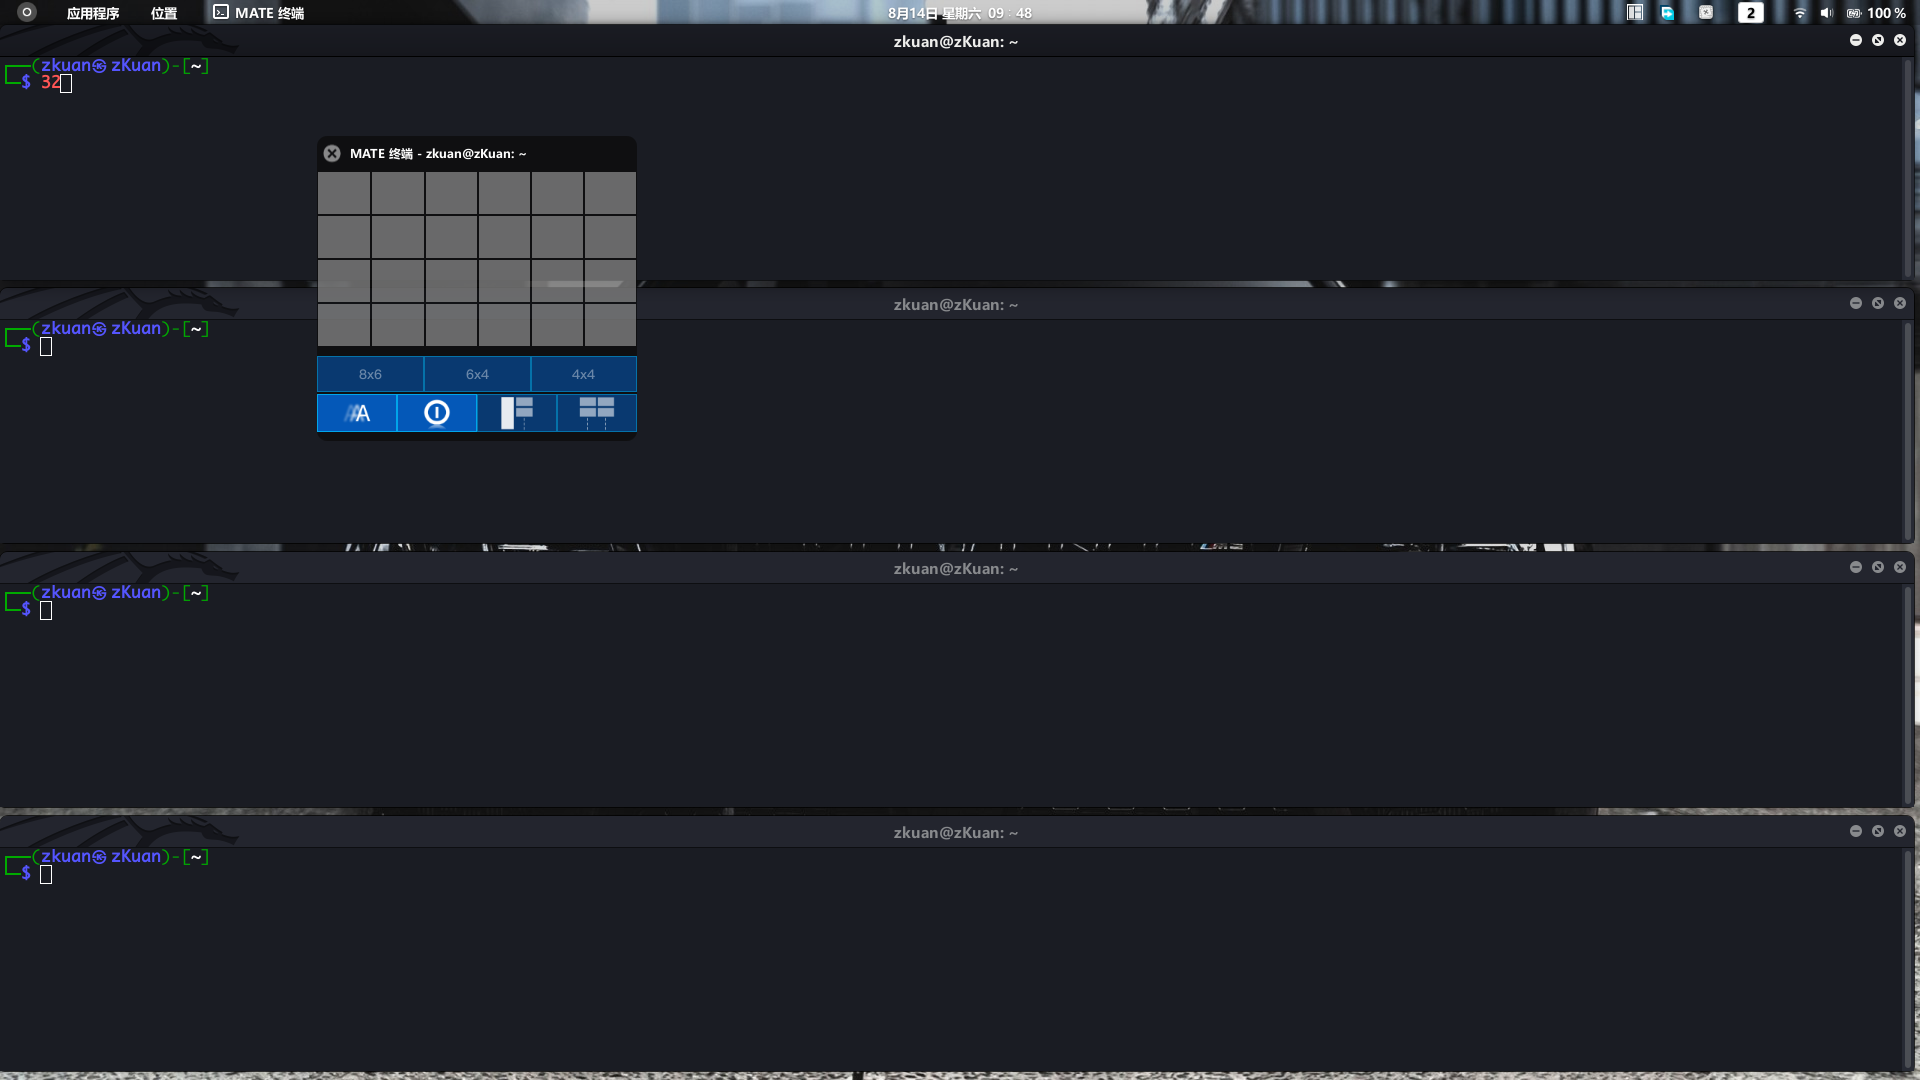 应用程序 位置 MATE 终端 8月14日 星期六 09：48 2 100 %
zkuan@zKuan: ~
┌──(zkuan㉿zKuan)-[~]
└─$ 32
MATE 终端 - zkuan@zKuan: ~
zkuan@zKuan: ~
┌──(zkuan㉿zKuan)-[~]
└─$
8x6 6x4 4x4
AAA
zkuan@zKuan: ~
┌──(zkuan㉿zKuan)-[~]
└─$
zkuan@zKuan: ~
┌──(zkuan㉿zKuan)-[~]
└─$